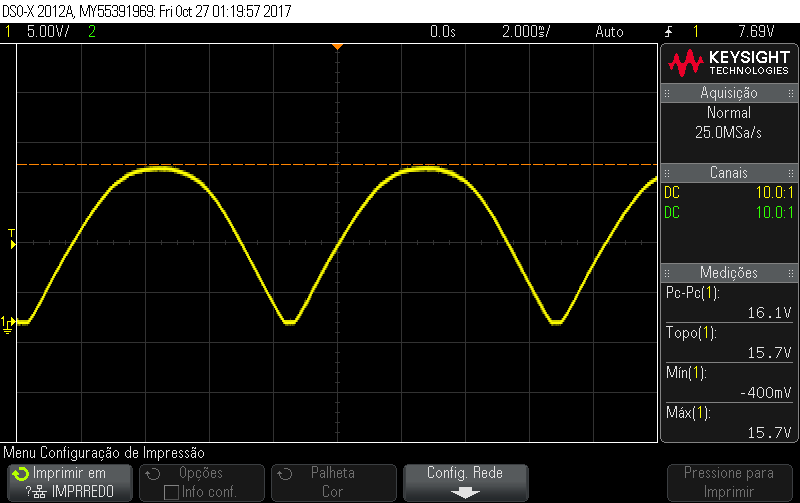 DSO-X 2012A, MY55391969: Fri Oct 27 01:19:57 2017
1 5.00V/ 2 0.0s 2.000ms/ Auto 1 7.69V
KEYSIGHT
TECHNOLOGIES
Aquisição
Normal
25.0MSa/s
Canais
DC 10.0:1
DC 10.0:1
Medições
Pc-Pc(1):
16.1V
Topo(1):
15.7V
Mín(1):
-400mV
Máx(1):
15.7V
T
1
Menu Configuração de Impressão
Imprimir em
? IMPRREDO
Opções
Info conf.
Palheta
Cor
Config. Rede
Pressione para
Imprimir